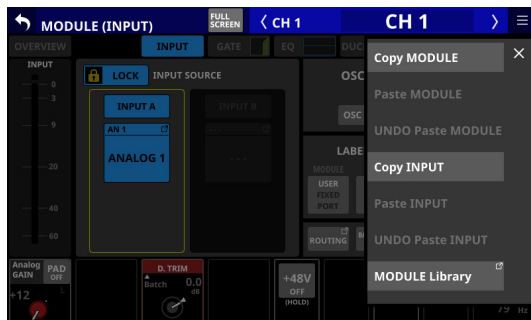 MODULE (INPUT)
FULL
SCREEN
CH 1
CH 1
OVERVIEW
INPUT
GATE
EQ
DUC
INPUT
LOCK
INPUT SOURCE
OSC
INPUT A
INPUT B
AN 1
---
ANALOG 1
---
OSC
LABE
MODULE
USER
FIXED
PORT
ROUTING
0
3
9
20
40
60
Copy MODULE
Paste MODULE
UNDO Paste MODULE
Copy INPUT
Paste INPUT
UNDO Paste INPUT
MODULE Library
Analog
GAIN
PAD
OFF
+12
L
D. TRIM
Batch
0.0
dB
+48V
OFF
(HOLD)
79 Hz